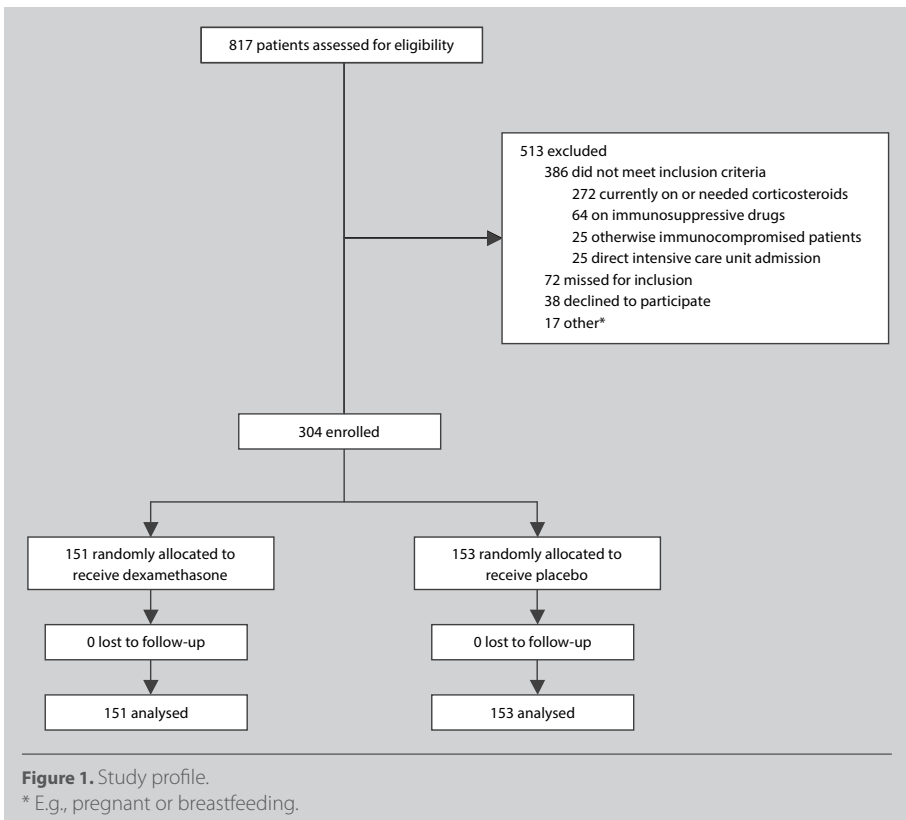 817 patients assessed for eligibility
513 excluded
386 did not meet inclusion criteria
272 currently on or needed corticosteroids
64 on immunosuppressive drugs
25 otherwise immunocompromised patients
25 direct intensive care unit admission
72 missed for inclusion
38 declined to participate
17 other*
304 enrolled
151 randomly allocated to
receive dexamethasone
153 randomly allocated to
receive placebo
0 lost to follow-up
0 lost to follow-up
151 analysed
153 analysed
Figure 1. Study profile.
* E.g., pregnant or breastfeeding.